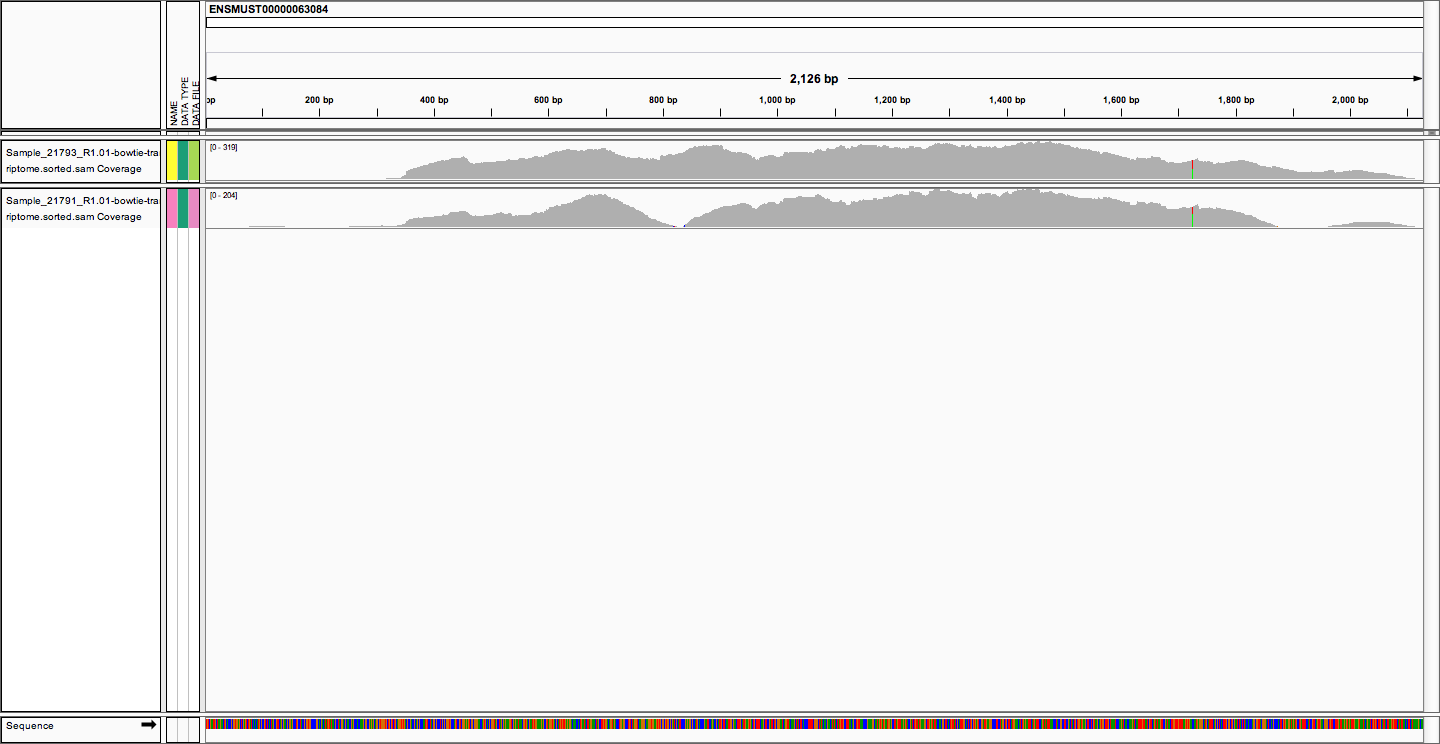 ENSMUST00000063084
NAME
DATA TYPE
DATA FILE
2,126 bp
bp 200 bp 400 bp 600 bp 800 bp 1,000 bp 1,200 bp 1,400 bp 1,600 bp 1,800 bp 2,000 bp
Sample_21793_R1.01-bowtie-tra
riptome.sorted.sam Coverage
[0 - 319]
Sample_21791_R1.01-bowtie-tra
riptome.sorted.sam Coverage
[0 - 204]
Sequence